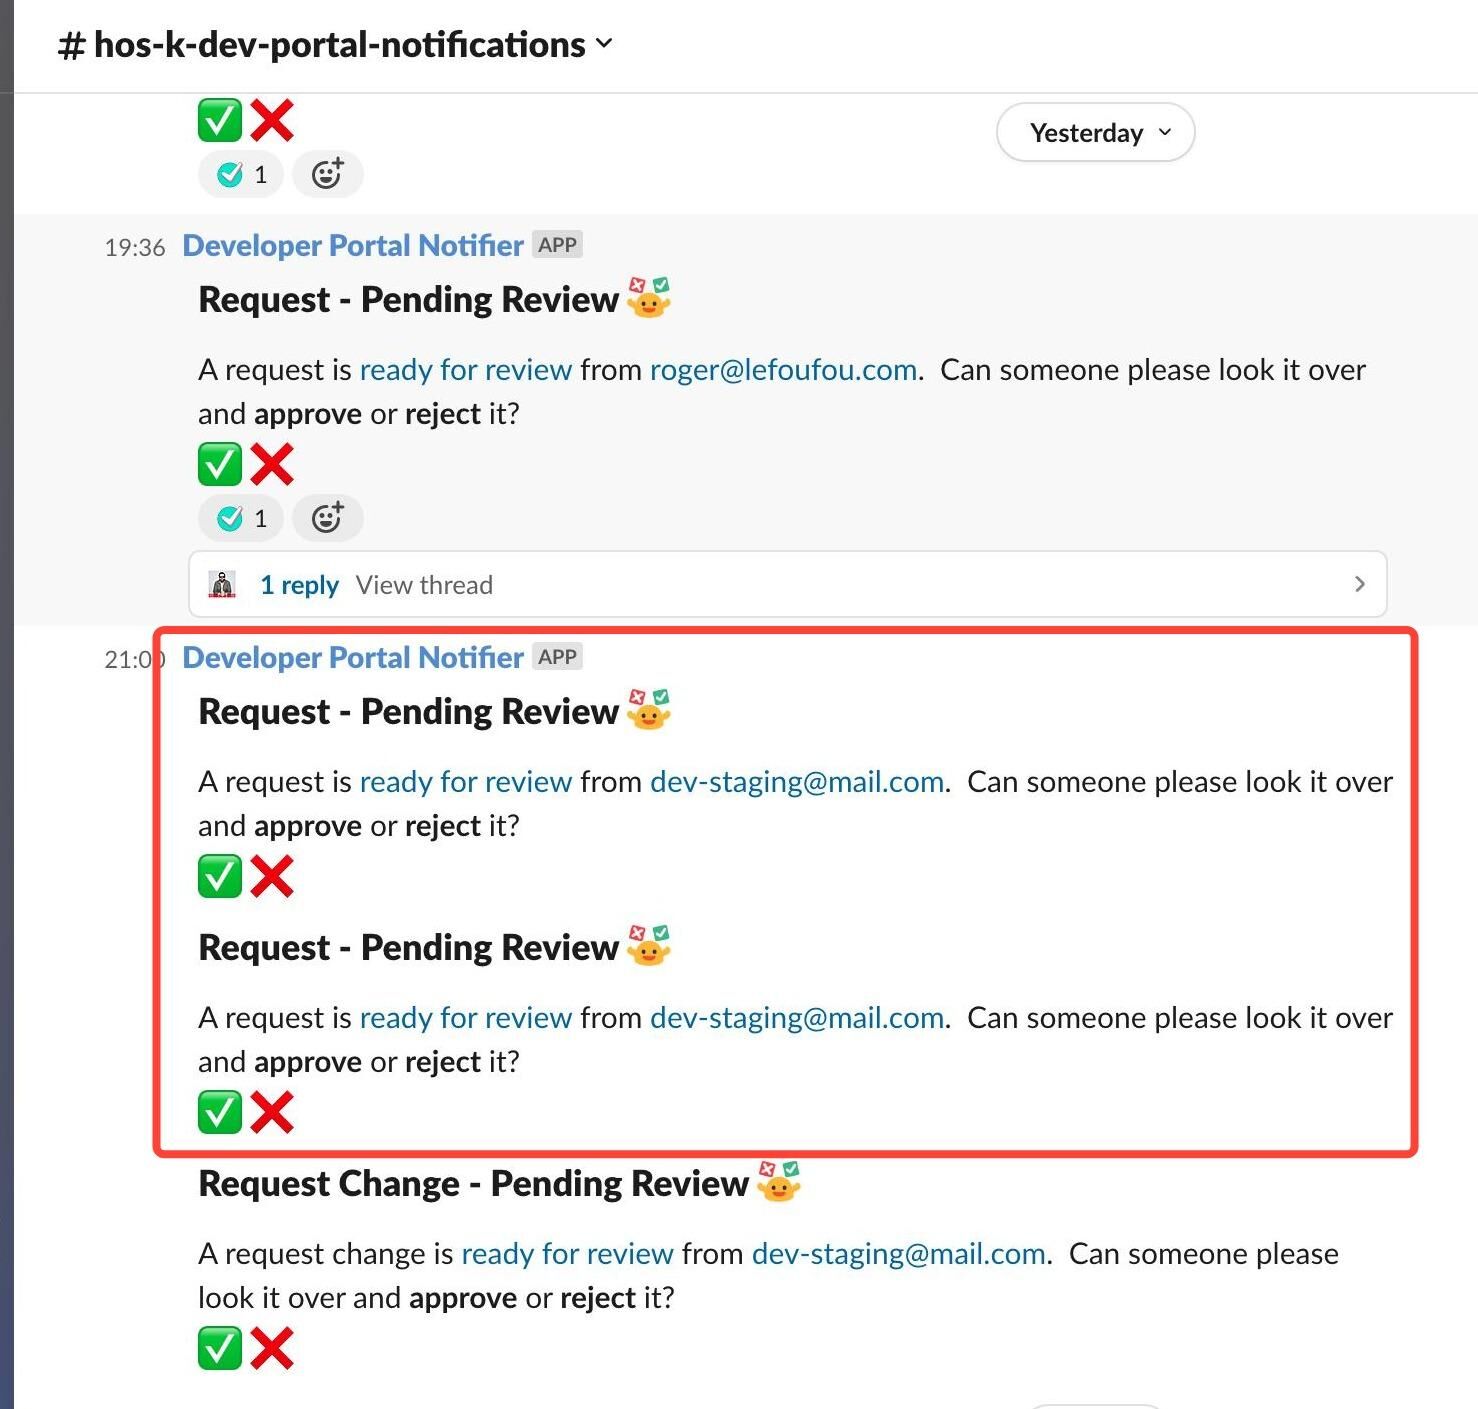 # hos-k-dev-portal-notifications
Yesterday
1
19:36 Developer Portal Notifier APP
Request - Pending Review
A request is ready for review from roger@lefoufou.com. Can someone please look it over
and approve or reject it?
1
1 reply View thread
21:00 Developer Portal Notifier APP
Request - Pending Review
A request is ready for review from dev-staging@mail.com. Can someone please look it over
and approve or reject it?
Request - Pending Review
A request is ready for review from dev-staging@mail.com. Can someone please look it over
and approve or reject it?
Request Change - Pending Review
A request change is ready for review from dev-staging@mail.com. Can someone please
look it over and approve or reject it?